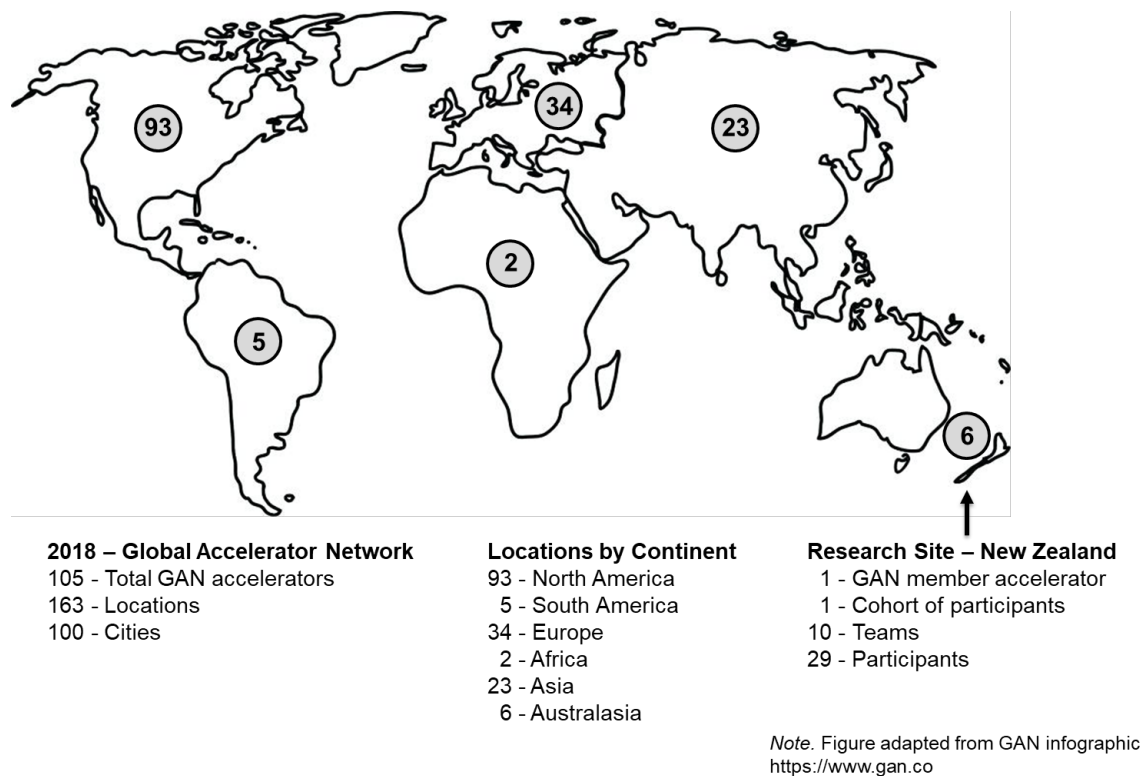 93
34
23
2
5
6
2018 – Global Accelerator Network
105 - Total GAN accelerators
163 - Locations
100 - Cities
Locations by Continent
93 - North America
5 - South America
34 - Europe
2 - Africa
23 - Asia
6 - Australasia
Research Site – New Zealand
1 - GAN member accelerator
1 - Cohort of participants
10 - Teams
29 - Participants
Note. Figure adapted from GAN infographic
https://www.gan.co